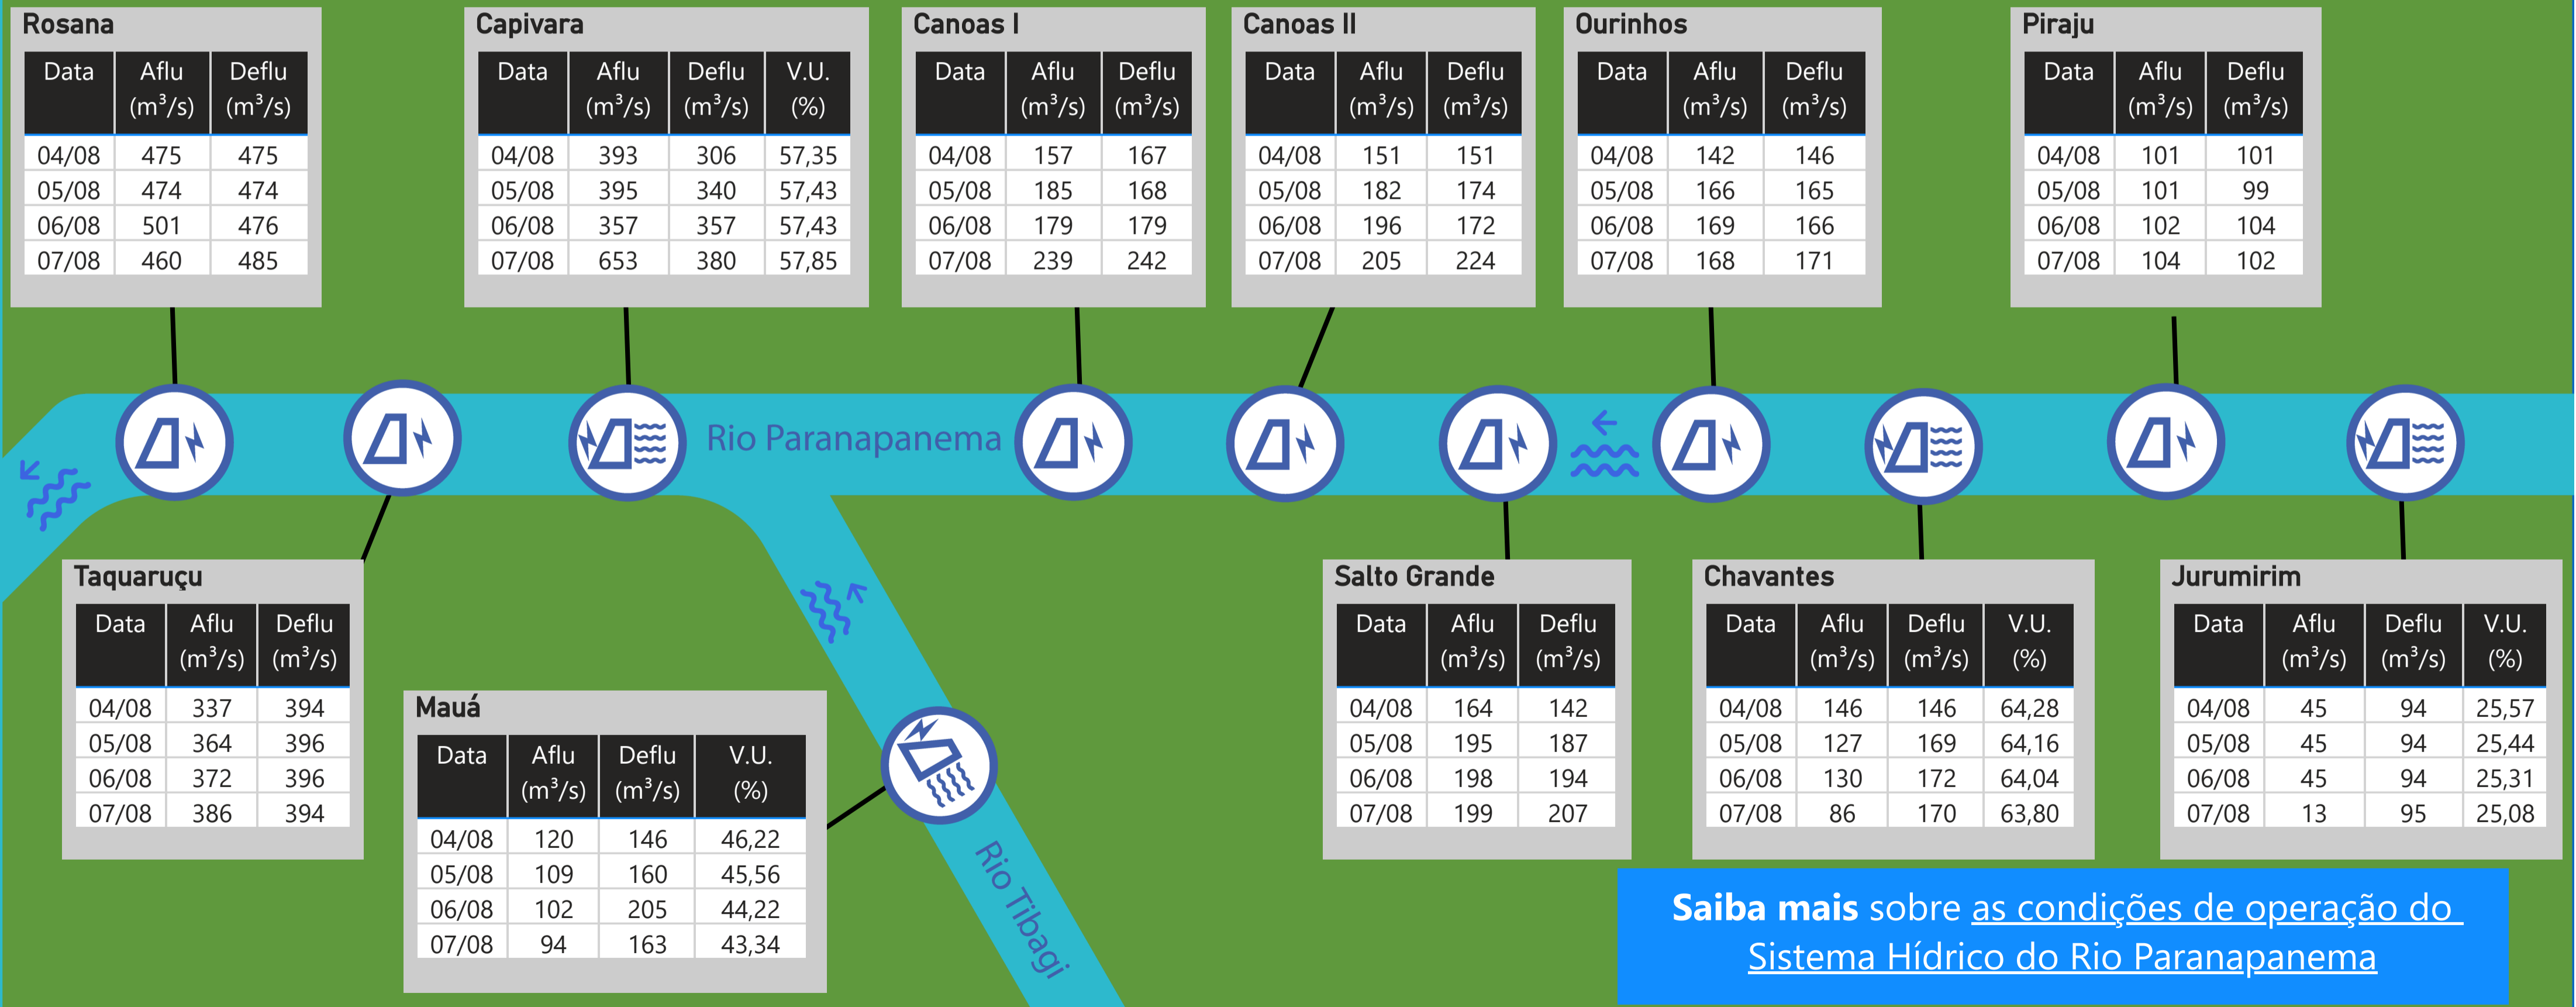 Rosana
Data Aflu Deflu
(m³/s) (m³/s)
04/08 475 475
05/08 474 474
06/08 501 476
07/08 460 485
Capivara
Data Aflu Deflu V.U.
(m³/s) (m³/s) (%)
04/08 393 306 57,35
05/08 395 340 57,43
06/08 357 357 57,43
07/08 653 380 57,85
Canoas I
Data Aflu Deflu
(m³/s) (m³/s)
04/08 157 167
05/08 185 168
06/08 179 179
07/08 239 242
Canoas II
Data Aflu Deflu
(m³/s) (m³/s)
04/08 151 151
05/08 182 174
06/08 196 172
07/08 205 224
Ourinhos
Data Aflu Deflu
(m³/s) (m³/s)
04/08 142 146
05/08 166 165
06/08 169 166
07/08 168 171
Piraju
Data Aflu Deflu
(m³/s) (m³/s)
04/08 101 101
05/08 101 99
06/08 102 104
07/08 104 102
Rio Paranapanema
Taquaruçu
Data Aflu Deflu
(m³/s) (m³/s)
04/08 337 394
05/08 364 396
06/08 372 396
07/08 386 394
Mauá
Data Aflu Deflu V.U.
(m³/s) (m³/s) (%)
04/08 120 146 46,22
05/08 109 160 45,56
06/08 102 205 44,22
07/08 94 163 43,34
Rio Tibagi
Salto Grande
Data Aflu Deflu
(m³/s) (m³/s)
04/08 164 142
05/08 195 187
06/08 198 194
07/08 199 207
Chavantes
Data Aflu Deflu V.U.
(m³/s) (m³/s) (%)
04/08 146 146 64,28
05/08 127 169 64,16
06/08 130 172 64,04
07/08 86 170 63,80
Jurumirim
Data Aflu Deflu V.U.
(m³/s) (m³/s) (%)
04/08 45 94 25,57
05/08 45 94 25,44
06/08 45 94 25,31
07/08 13 95 25,08
Saiba mais sobre as condições de operação do
Sistema Hídrico do Rio Paranapanema